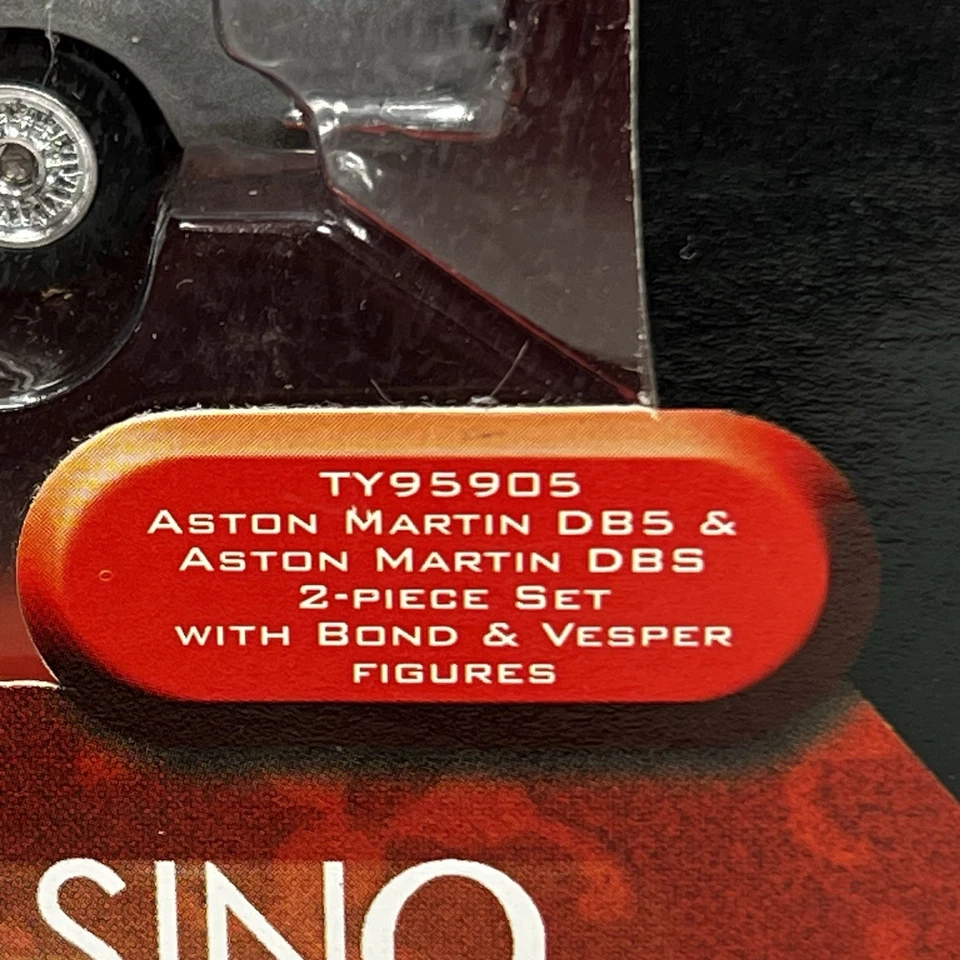 TY95905
ASTON MARTIN DB5 &
ASTON MARTIN DBS
2-PIECE SET
WITH BOND & VESPER
FIGURES
SINO